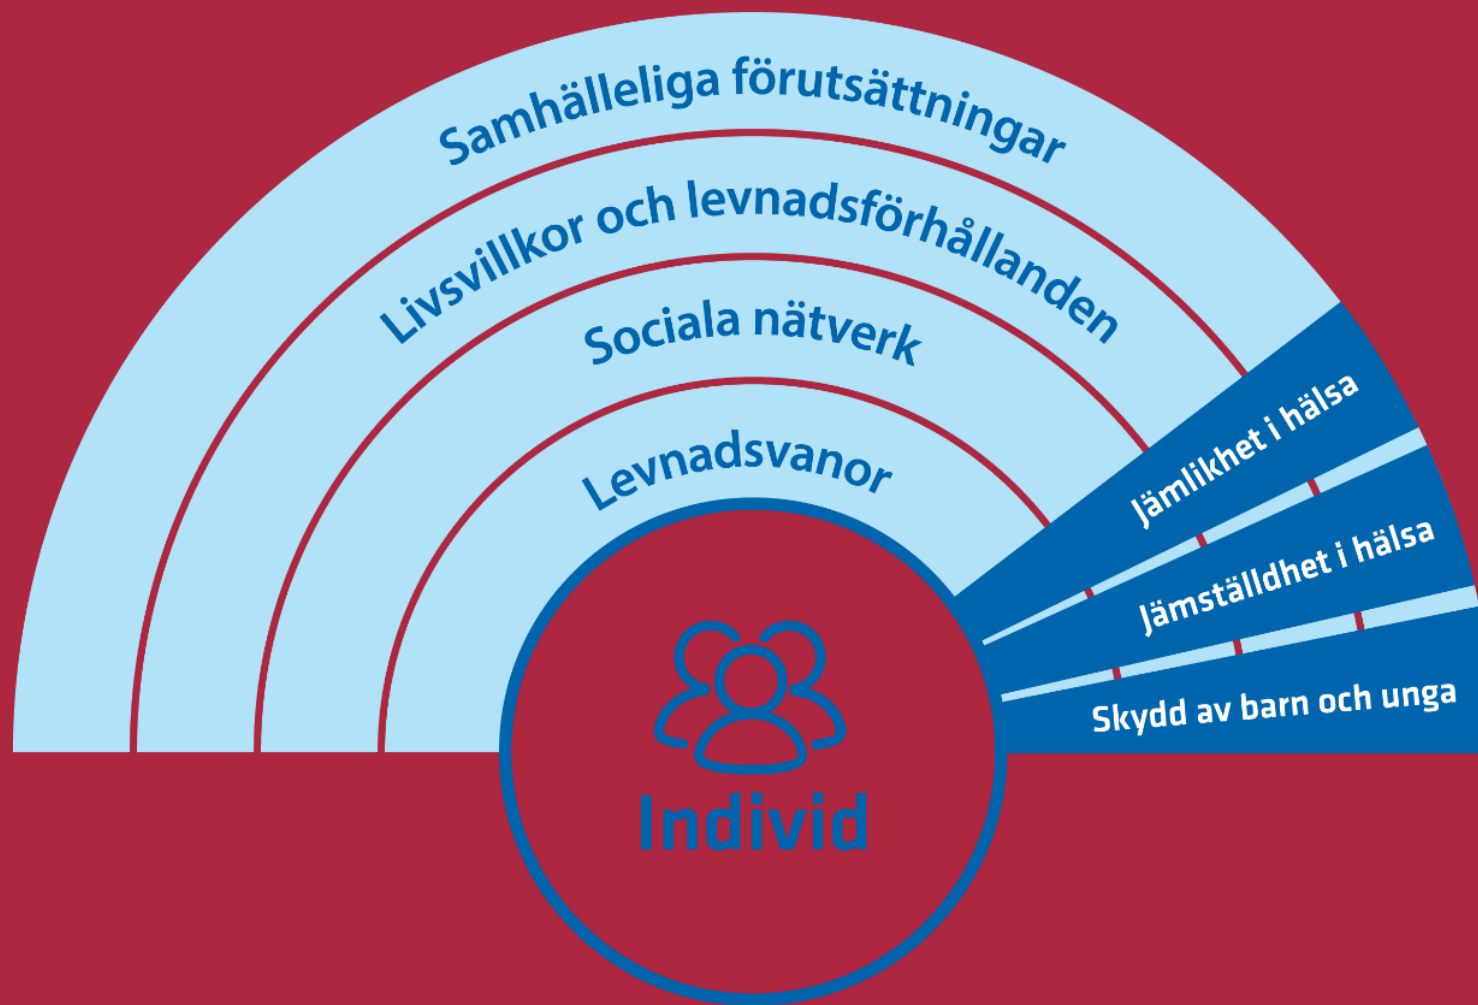 Samhälleliga förutsättningar
Livsvillkor och levnadsförhållanden
Sociala nätverk
Levnadsvanor
Jämlikhet i hälsa
Jämställdhet i hälsa
Skydd av barn och unga
Individ